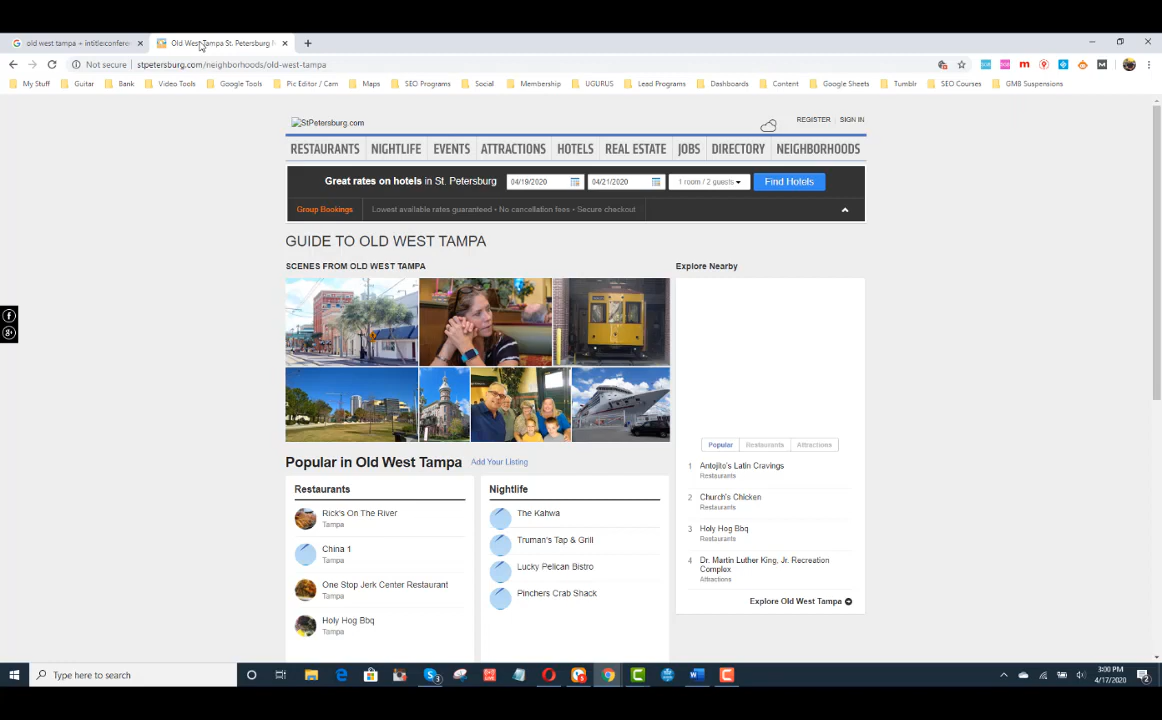 old west tampa + intitle:conferen
Old West Tampa St. Petersburg
Not secure
stpetersburg.com/neighborhoods/old-west-tampa
My Stuff
Guitar
Bank
Video Tools
Google Tools
Pic Editor / Cam
Maps
SEO Programs
Social
Membership
UGURUS
Lead Programs
Dashboards
Content
Google Sheets
Tumblr
SEO Courses
GMB Suspensions
StPetersburg.com
REGISTER
SIGN IN
RESTAURANTS
NIGHTLIFE
EVENTS
ATTRACTIONS
HOTELS
REAL ESTATE
JOBS
DIRECTORY
NEIGHBORHOODS
Great rates on hotels in St. Petersburg
04/19/2020
04/21/2020
1 room / 2 guests
Find Hotels
Group Bookings
Lowest available rates guaranteed • No cancellation fees • Secure checkout
GUIDE TO OLD WEST TAMPA
SCENES FROM OLD WEST TAMPA
Explore Nearby
Popular
Restaurants
Attractions
1 Antojito's Latin Cravings
Restaurants
2 Church's Chicken
Restaurants
3 Holy Hog Bbq
Restaurants
4 Dr. Martin Luther King, Jr. Recreation
Complex
Attractions
Explore Old West Tampa
Popular in Old West Tampa
Add Your Listing
Restaurants
Rick's On The River
Tampa
China 1
Tampa
One Stop Jerk Center Restaurant
Tampa
Holy Hog Bbq
Tampa
Nightlife
The Kahwa
Truman's Tap & Grill
Lucky Pelican Bistro
Pinchers Crab Shack
Type here to search
3:00 PM
4/17/2020